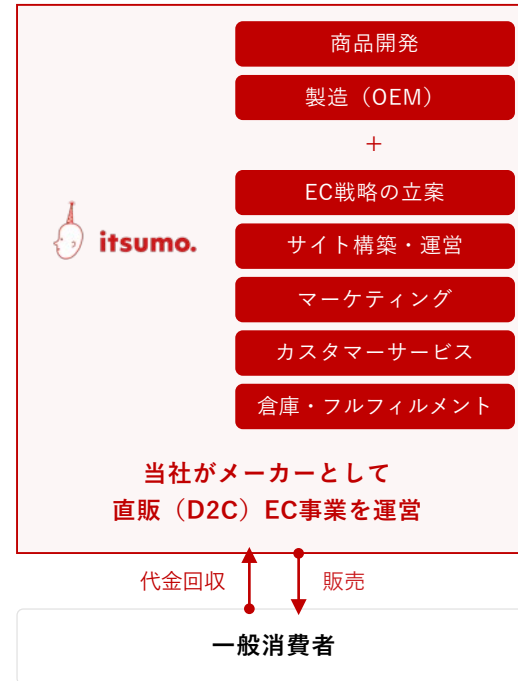 商品開発
製造（OEM）
+
EC戦略の立案
itsumo.
サイト構築・運営
マーケティング
カスタマーサービス
倉庫・フルフィルメント
当社がメーカーとして
直販（D2C）EC事業を運営
代金回収
販売
一般消費者